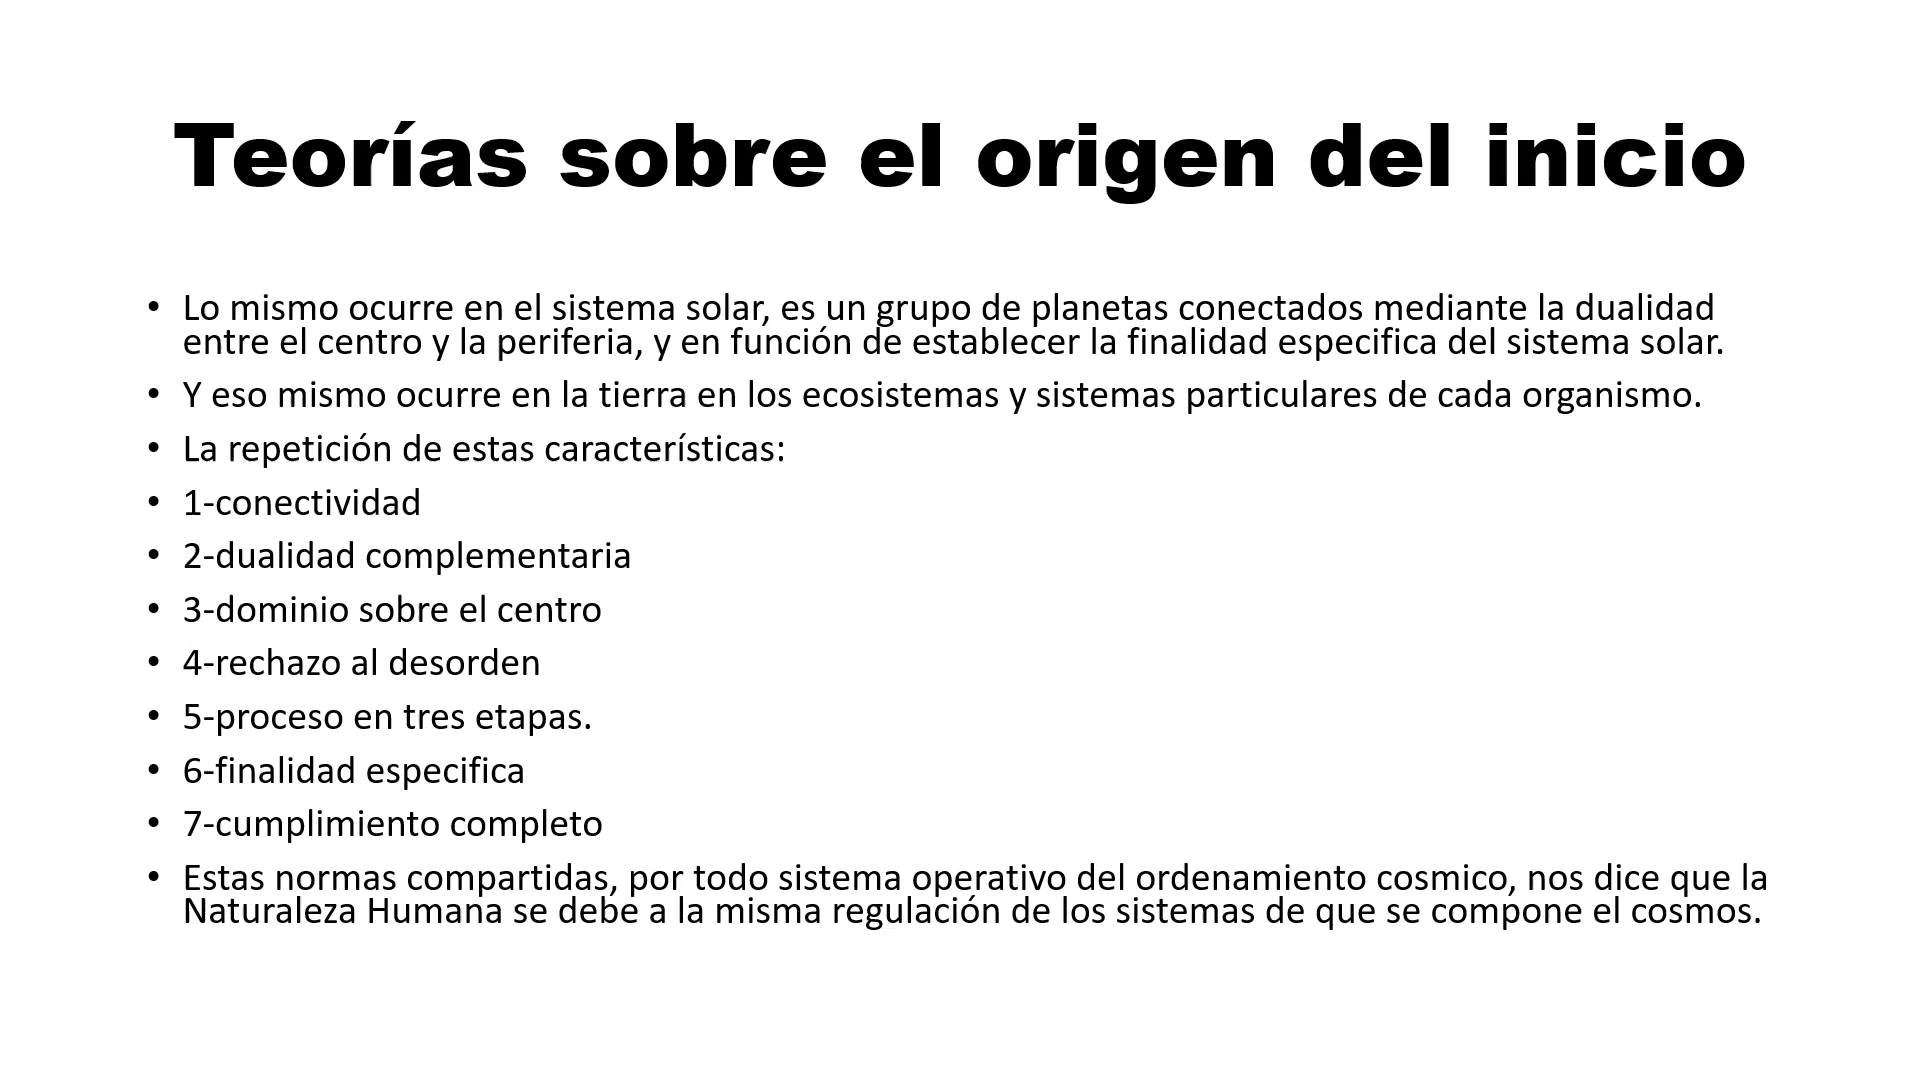 Teorías sobre el origen del inicio
• Lo mismo ocurre en el sistema solar, es un grupo de planetas conectados mediante la dualidad
entre el centro y la periferia, y en función de establecer la finalidad especifica del sistema solar.
• Y eso mismo ocurre en la tierra en los ecosistemas y sistemas particulares de cada organismo.
• La repetición de estas características:
• 1-conectividad
• 2-dualidad complementaria
• 3-dominio sobre el centro
• 4-rechazo al desorden
• 5-proceso en tres etapas.
• 6-finalidad especifica
• 7-cumplimiento completo
• Estas normas compartidas, por todo sistema operativo del ordenamiento cosmico, nos dice que la
Naturaleza Humana se debe a la misma regulación de los sistemas de que se compone el cosmos.